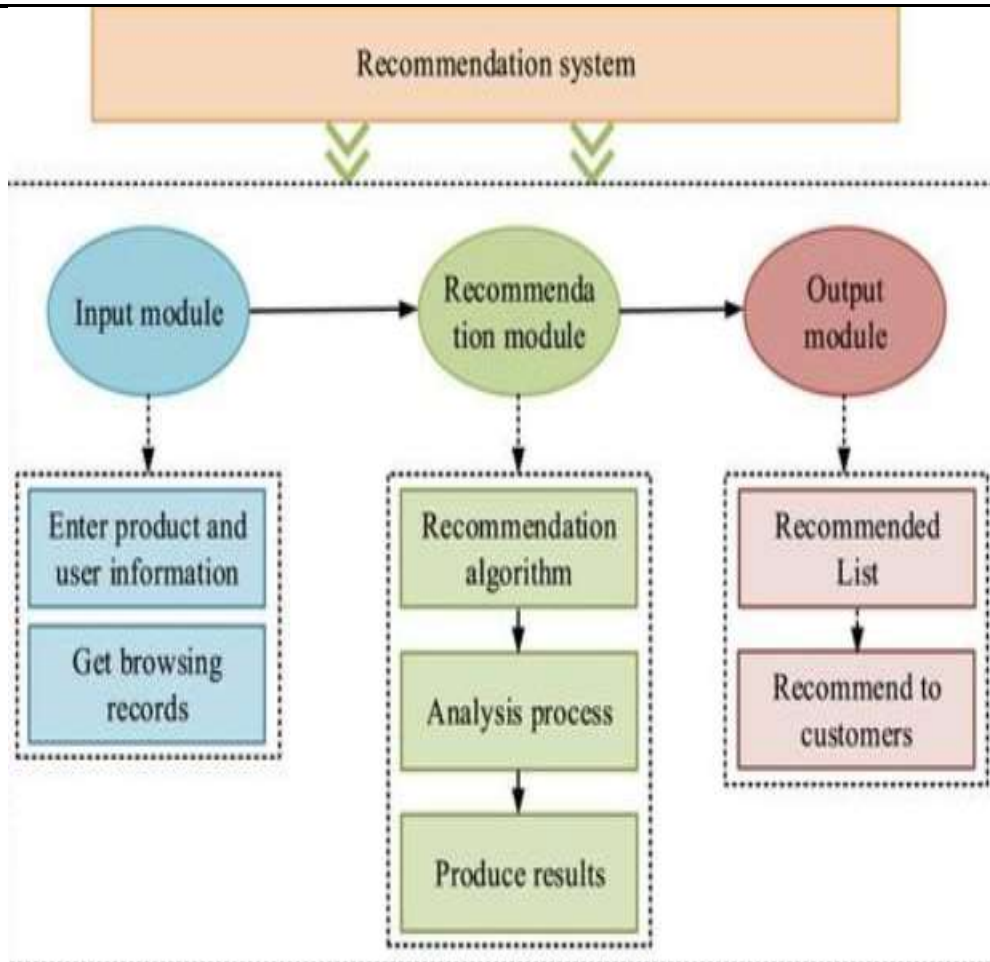 Recommendation system
Input module
Recommenda
tion module
Output
module
Enter product and
user information
Get browsing
records
Recommendation
algorithm
Analysis process
Produce results
Recommended
List
Recommend to
customers